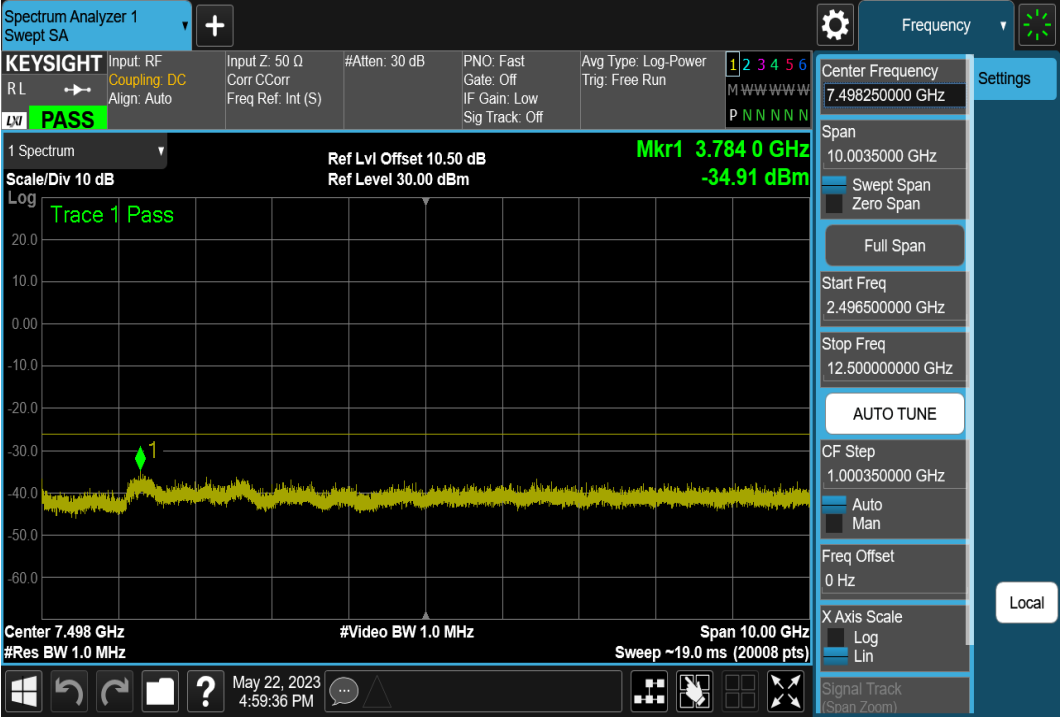 Spectrum Analyzer 1
Swept SA
+
Frequency
KEYSIGHT
R L
LXI
PASS
Input: RF
Coupling: DC
Align: Auto
Input Z: 50 Ω
Corr CCorr
Freq Ref: Int (S)
#Atten: 30 dB
PNO: Fast
Gate: Off
IF Gain: Low
Sig Track: Off
Avg Type: Log-Power
Trig: Free Run
1 2 3 4 5 6
M W W W W W
P N N N N N
1 Spectrum
Scale/Div 10 dB
Log
Ref Lvl Offset 10.50 dB
Ref Level 30.00 dBm
Mkr1 3.784 0 GHz
-34.91 dBm
Trace 1 Pass
20.0
10.0
0.00
-10.0
-20.0
-30.0
-40.0
-50.0
-60.0
1
Center 7.498 GHz
#Res BW 1.0 MHz
#Video BW 1.0 MHz
Span 10.00 GHz
Sweep ~19.0 ms (20008 pts)
Center Frequency
7.498250000 GHz
Span
10.0035000 GHz
Swept Span
Zero Span
Full Span
Start Freq
2.496500000 GHz
Stop Freq
12.500000000 GHz
AUTO TUNE
CF Step
1.000350000 GHz
Auto
Man
Freq Offset
0 Hz
X Axis Scale
Log
Lin
Signal Track
(Span Zoom)
Settings
Local
?
May 22, 2023
4:59:36 PM